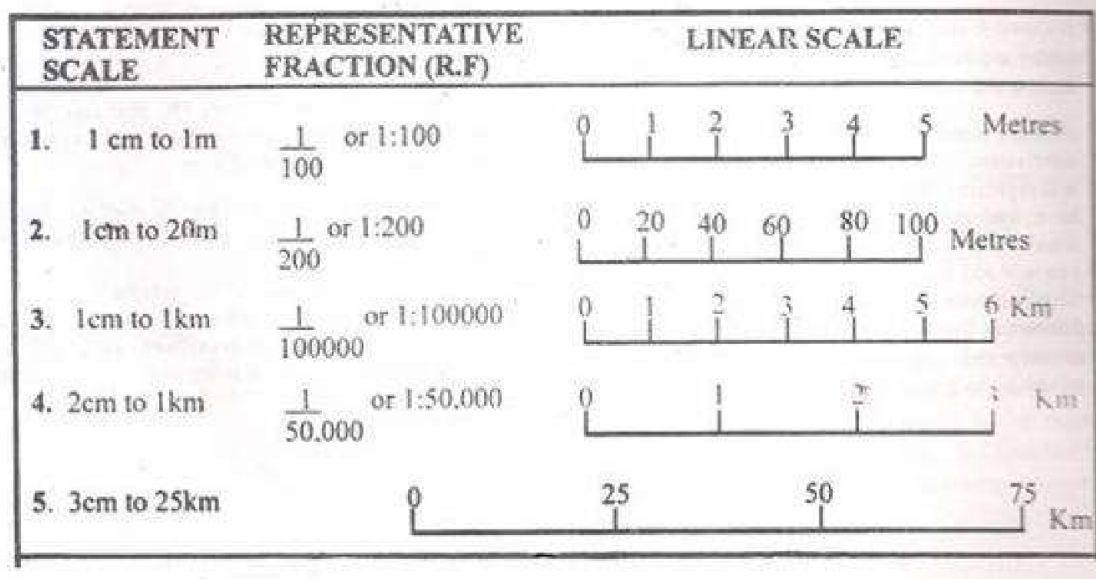 STATEMENT SCALE REPRESENTATIVE FRACTION (R.F) LINEAR SCALE
1. 1 cm to 1m 1/100 or 1:100 0 1 2 3 4 5 Metres
2. 1cm to 20m 1/200 or 1:200 0 20 40 60 80 100 Metres
3. 1cm to 1km 1/100000 or 1:100000 0 1 2 3 4 5 6 Km
4. 2cm to 1km 1/50.000 or 1:50.000 0 1 2 Km
5. 3cm to 25km 0 25 50 75 Km